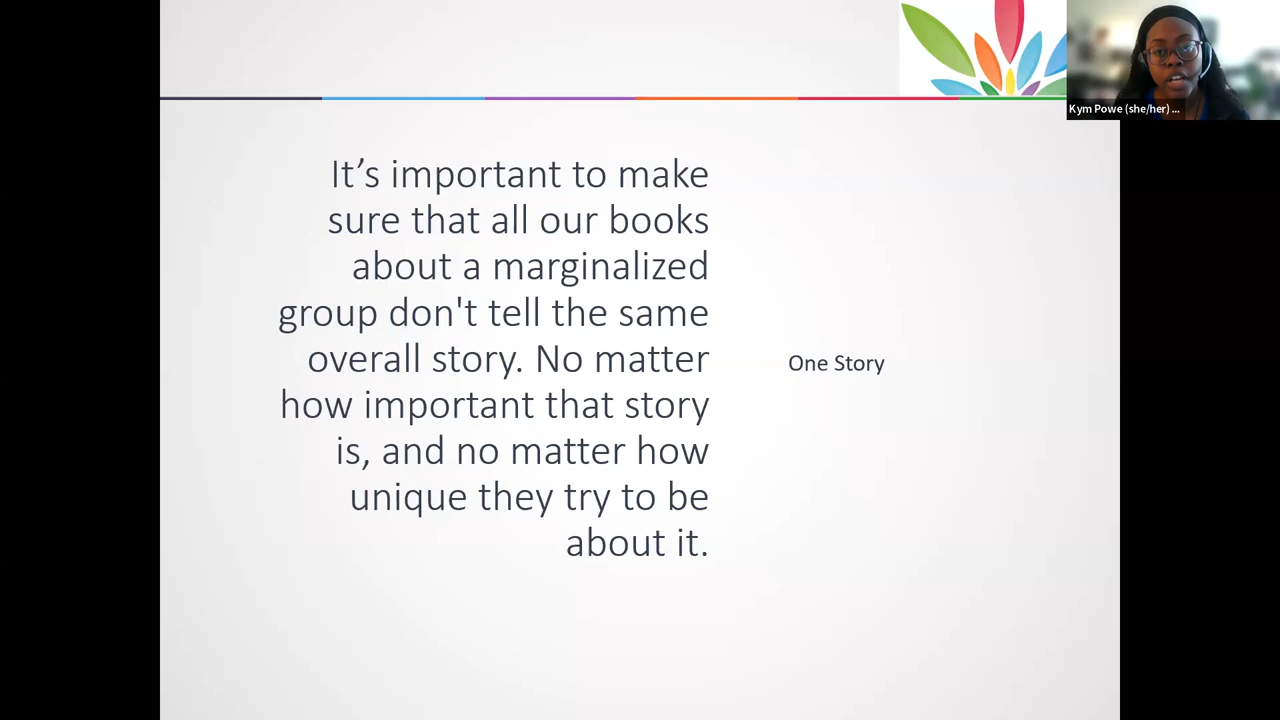 It’s important to make
sure that all our books
about a marginalized
group don't tell the same
overall story. No matter
how important that story
is, and no matter how
unique they try to be
about it.
One Story
Kym Powe (she/her) ...